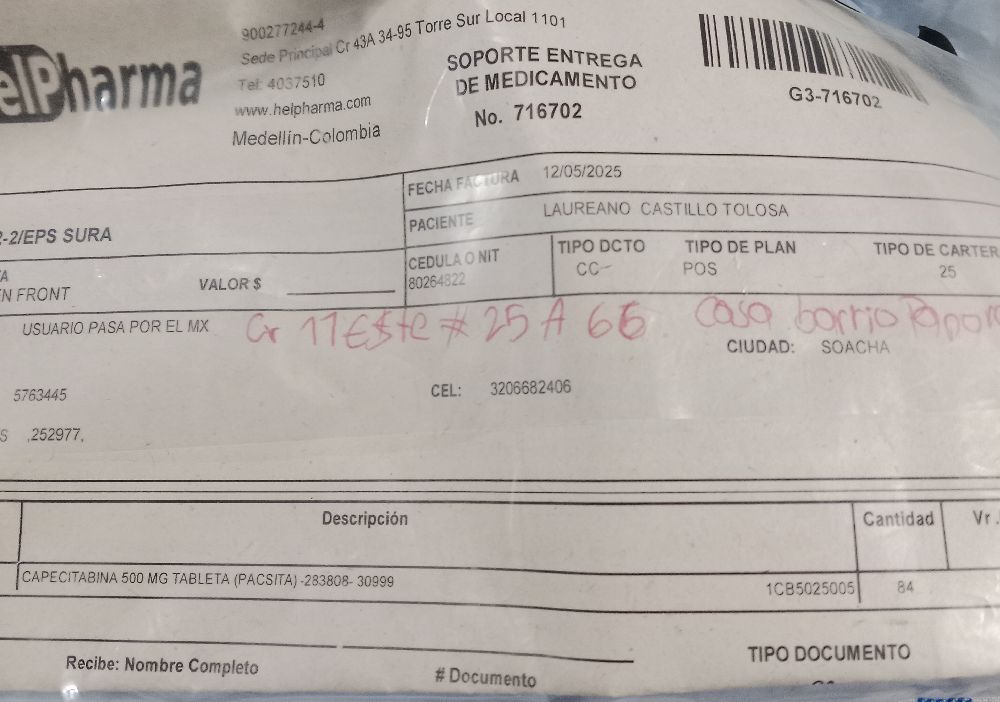 elPharma
900277244-4
Sede Principal Cr 43A 34-95 Torre Sur Local 1101
Tel: 4037510
www.helpharma.com
Medellín-Colombia
SOPORTE ENTREGA
DE MEDICAMENTO
No. 716702
G3-716702
FECHA FACTURA 12/05/2025
PACIENTE LAUREANO CASTILLO TOLOSA
-2/EPS SURA
CEDULA O NIT 80264822
TIPO DCTO CC
TIPO DE PLAN POS
TIPO DE CARTER 25
A
N FRONT
VALOR $
USUARIO PASA POR EL MX
Cr 11 Este # 25 A 66 Casa barrio
CIUDAD: SOACHA
5763445
CEL: 3206682406
S ,252977,
Descripción Cantidad Vr.
CAPECITABINA 500 MG TABLETA (PACSITA) -283808- 30999 1CB5025005 84
Recibe: Nombre Completo
# Documento
TIPO DOCUMENTO